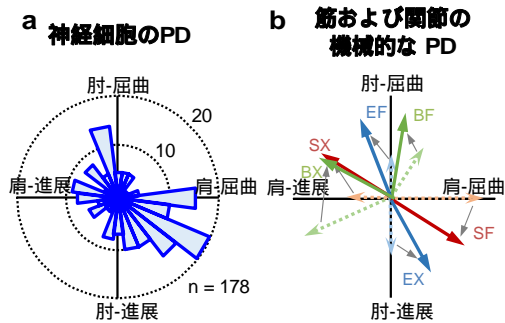 a 神経細胞のPD
肘-屈曲
20
10
肩-進展
肩-屈曲
肘-進展
n = 178
b 筋および関節の
機械的な PD
肘-屈曲
EF
BF
SX
BX
肩-進展
肩-屈曲
SF
EX
肘-進展